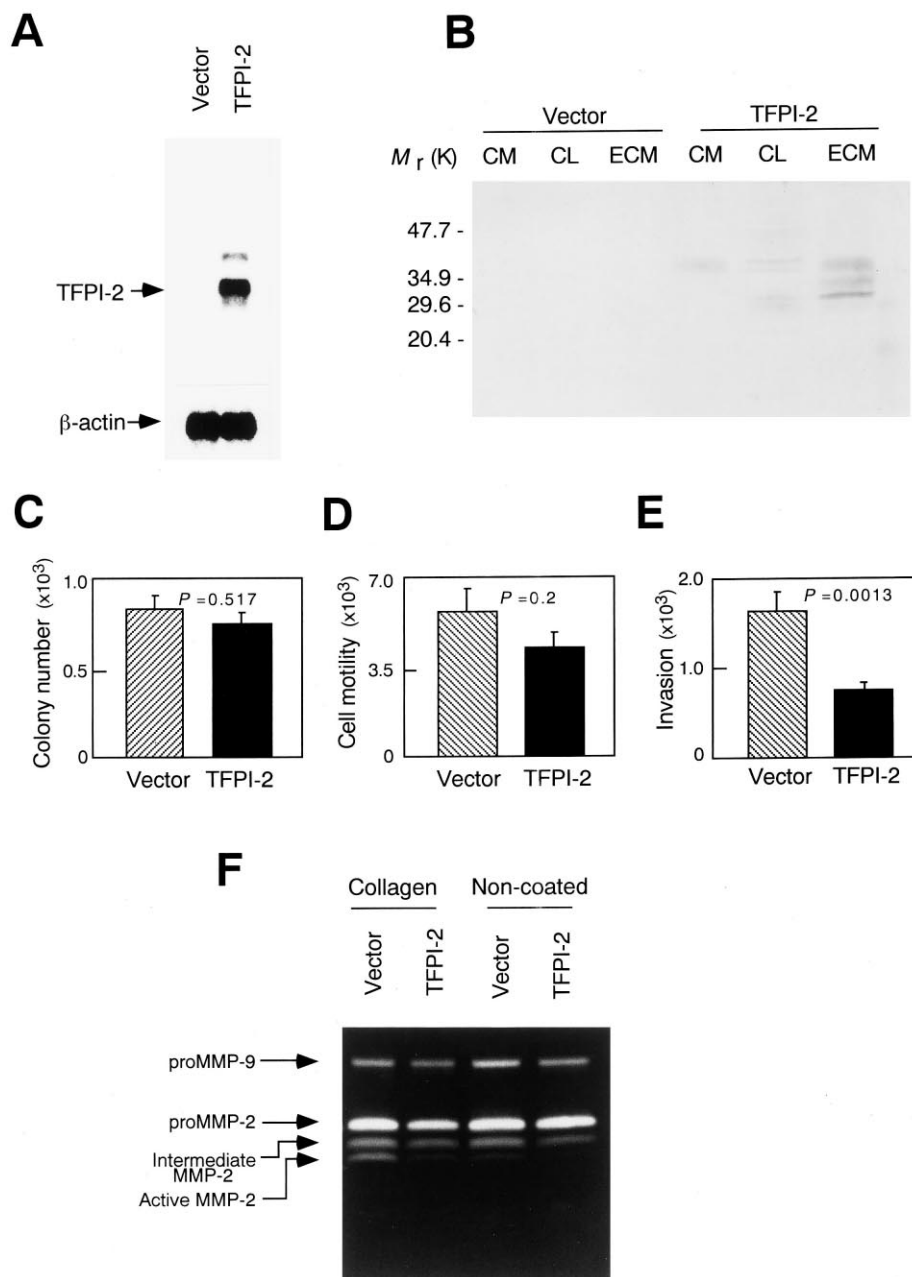 A
Vector
TFPI-2
TFPI-2
β-actin
B
Vector
TFPI-2
M r (K)
CM
CL
ECM
CM
CL
ECM
47.7 -
34.9 -
29.6 -
20.4 -
C
Colony number (x10³)
1.0
0.5
0
P =0.517
Vector
TFPI-2
D
Cell motility (x10³)
7.0
3.5
0
P =0.2
Vector
TFPI-2
E
Invasion (x10³)
2.0
1.0
0
P =0.0013
Vector
TFPI-2
F
Collagen
Non-coated
Vector
TFPI-2
Vector
TFPI-2
proMMP-9
proMMP-2
Intermediate
MMP-2
Active MMP-2